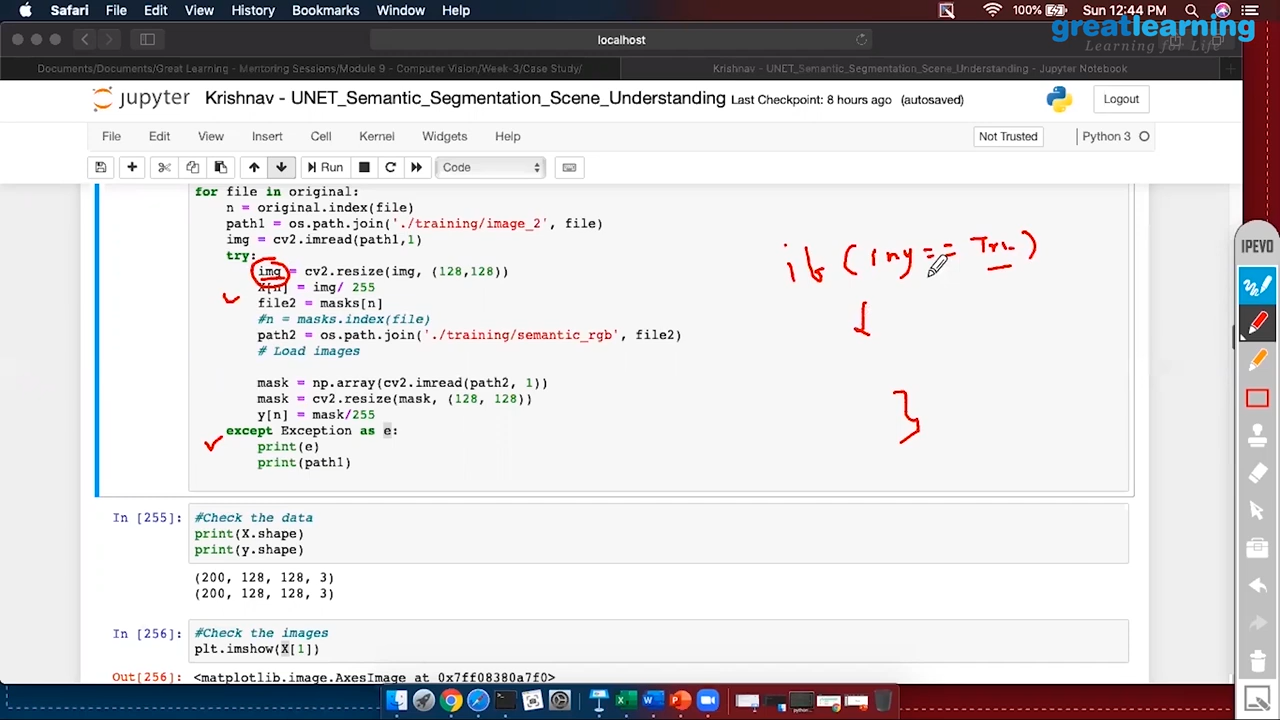 Safari File Edit View History Bookmarks Window Help 100% Sun 12:44 PM
greatlearning
Learning for Life
localhost
Documents/Documents/Great Learning - Mentoring Sessions/Module 9 - Computer Vision/Week-3/Case Study/ Krishnav - UNET_Semantic_Segmentation_Scene_Understanding - Jupyter Notebook
jupyter Krishnav - UNET_Semantic_Segmentation_Scene_Understanding Last Checkpoint: 8 hours ago (autosaved) Logout
File Edit View Insert Cell Kernel Widgets Help Not Trusted Python 3
Run Code
for file in original:
n = original.index(file)
path1 = os.path.join('./training/image_2', file)
img = cv2.imread(path1,1)
try:
img = cv2.resize(img, (128,128))
X[n] = img/ 255
file2 = masks[n]
#n = masks.index(file)
path2 = os.path.join('./training/semantic_rgb', file2)
# Load images
mask = np.array(cv2.imread(path2, 1))
mask = cv2.resize(mask, (128, 128))
y[n] = mask/255
except Exception as e:
print(e)
print(path1)
if (img ==
}
IPEVO
In [255]: #Check the data
print(X.shape)
print(y.shape)
(200, 128, 128, 3)
(200, 128, 128, 3)
In [256]: #Check the images
plt.imshow(X[1])
Out[256]: <matplotlib.image.AxesImage at 0x7ff08380a7f0>